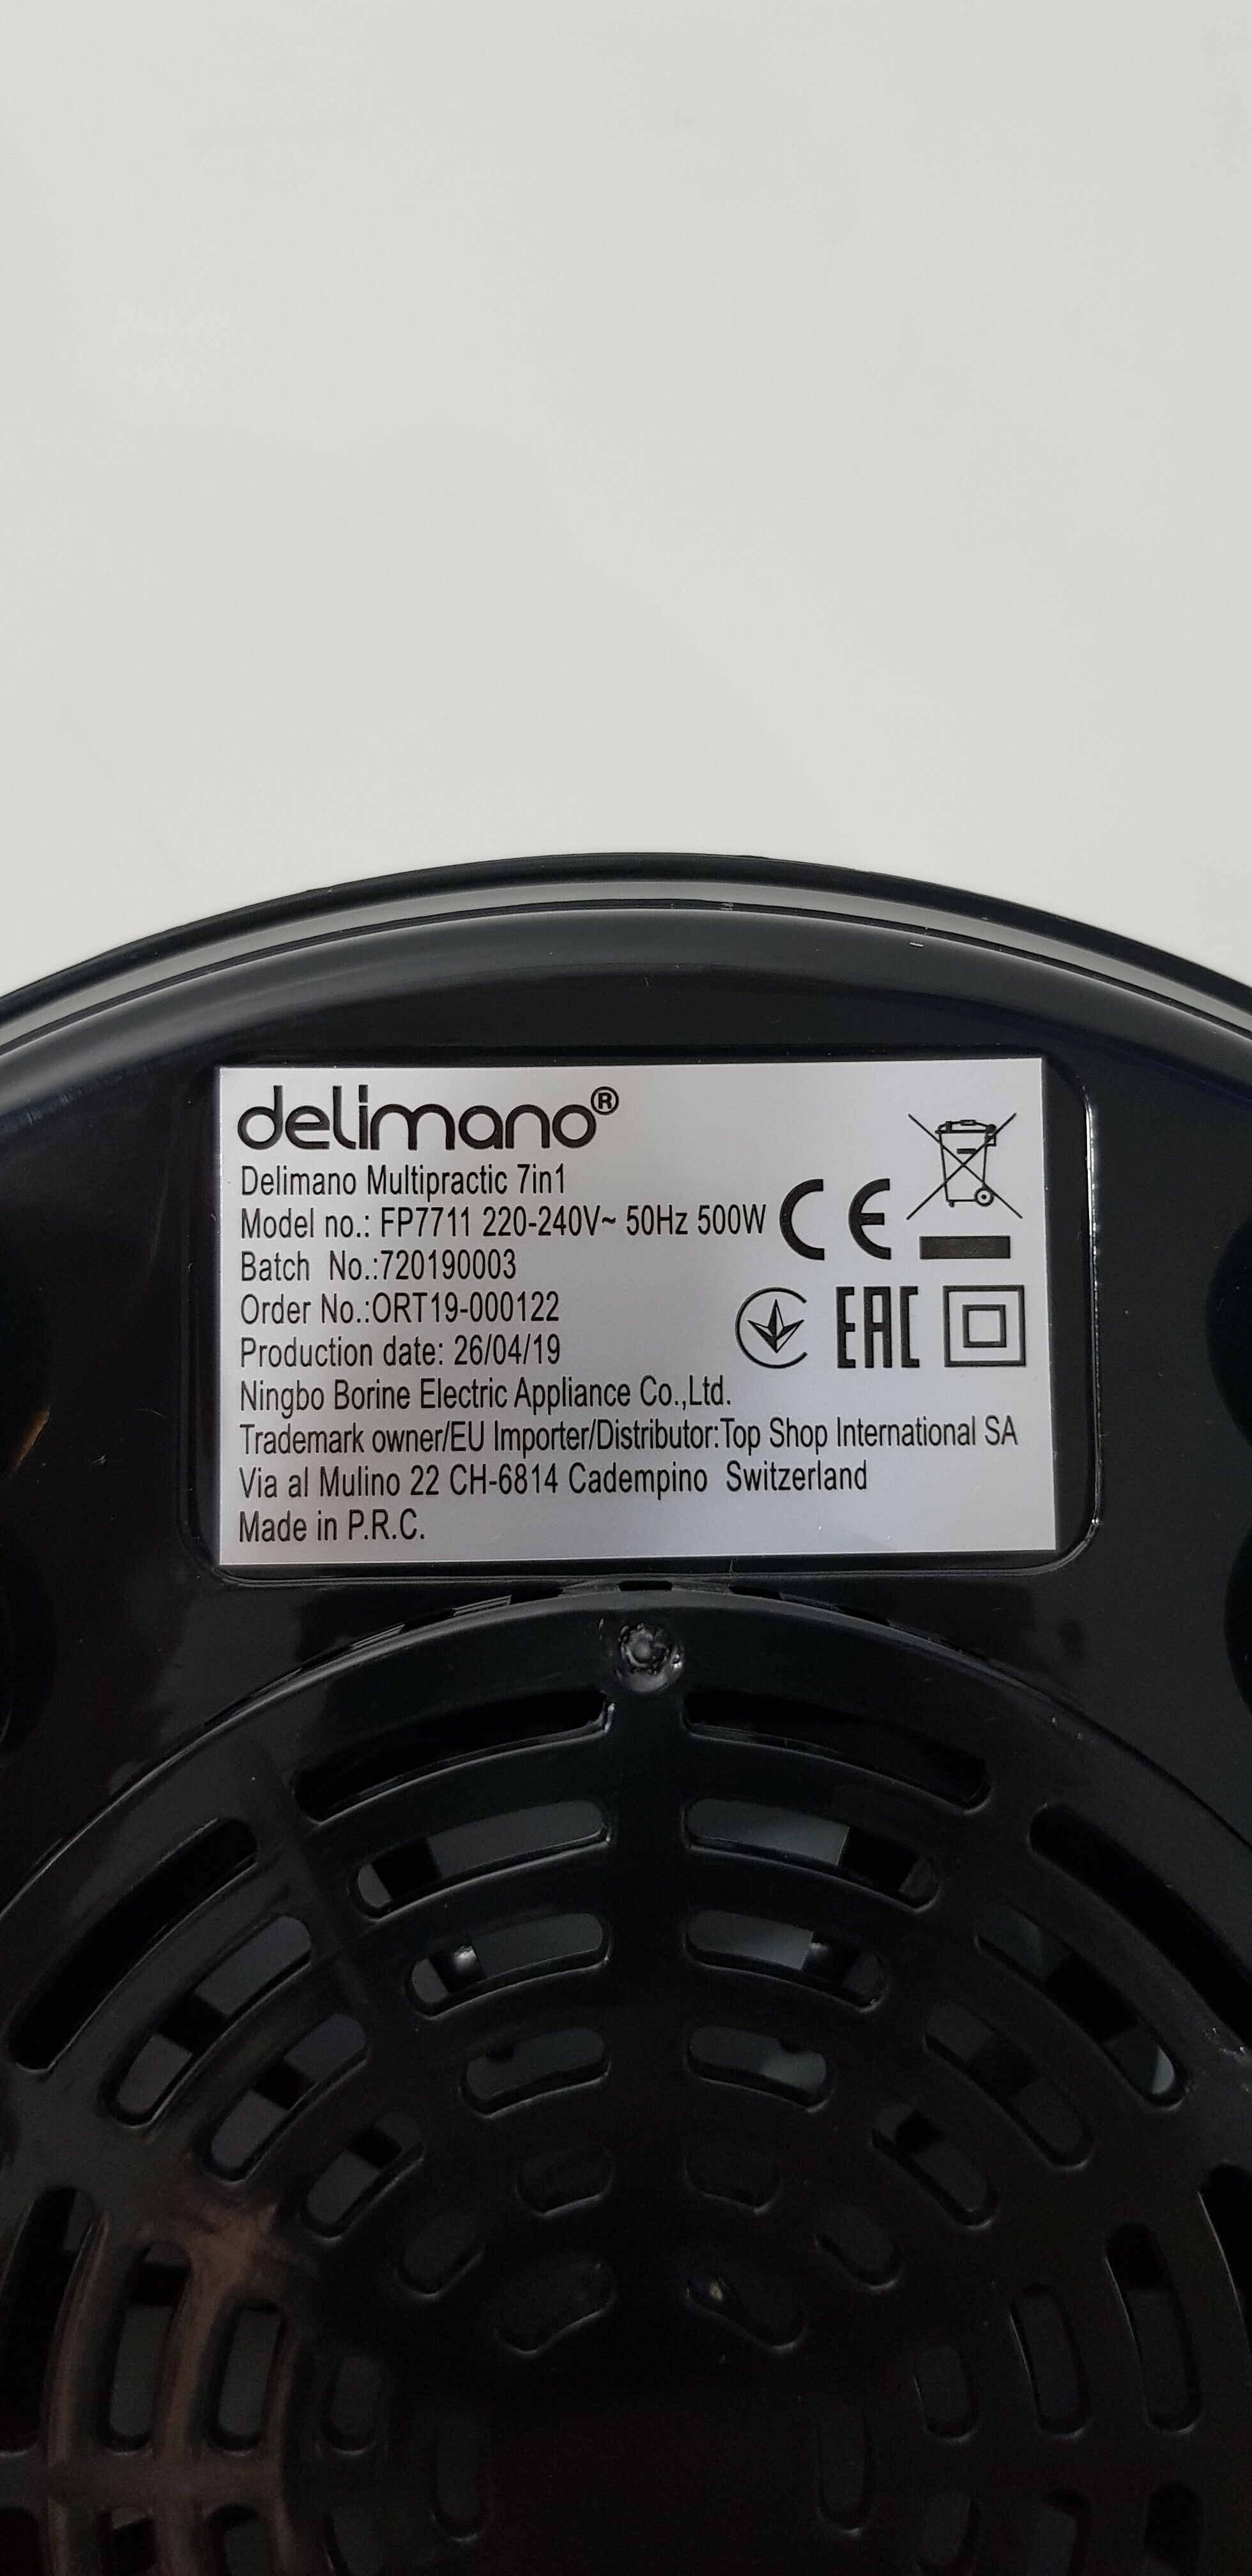 delimano®
Delimano Multipractic 7in1
Model no.: FP7711 220-240V~ 50Hz 500W
CE
Batch No.:720190003
Order No.:ORT19-000122
EAC
Production date: 26/04/19
Ningbo Borine Electric Appliance Co.,Ltd.
Trademark owner/EU Importer/Distributor:Top Shop International SA
Via al Mulino 22 CH-6814 Cadempino Switzerland
Made in P.R.C.